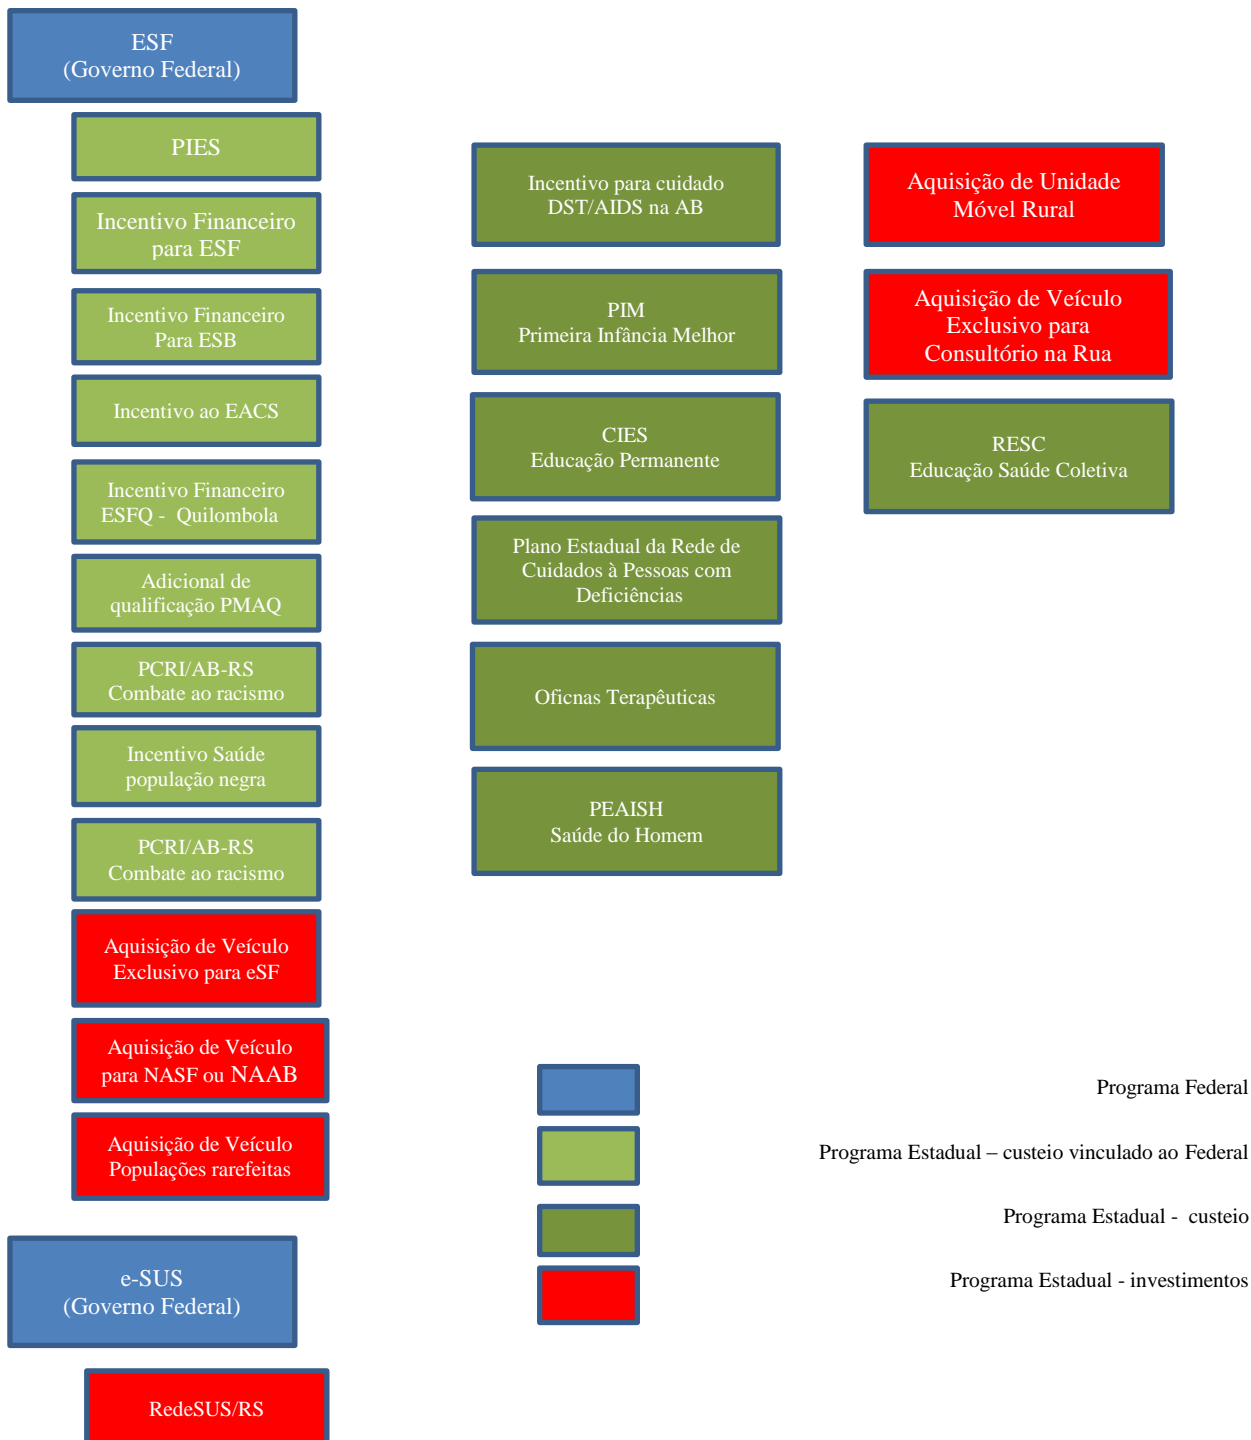 ESF
(Governo Federal)
PIES
Incentivo Financeiro
para ESF
Incentivo Financeiro
Para ESB
Incentivo ao EACS
Incentivo Financeiro
ESFQ - Quilombola
Adicional de
qualificação PMAQ
PCRI/AB-RS
Combate ao racismo
Incentivo Saúde
população negra
PCRI/AB-RS
Combate ao racismo
Aquisição de Veículo
Exclusivo para eSF
Aquisição de Veículo
para NASF ou NAAB
Aquisição de Veículo
Populações rarefeitas
e-SUS
(Governo Federal)
RedeSUS/RS
Incentivo para cuidado
DST/AIDS na AB
PIM
Primeira Infância Melhor
CIES
Educação Permanente
Plano Estadual da Rede de
Cuidados à Pessoas com
Deficiências
Oficnas Terapêuticas
PEAISH
Saúde do Homem
Aquisição de Unidade
Móvel Rural
Aquisição de Veículo
Exclusivo para
Consultório na Rua
RESC
Educação Saúde Coletiva
Programa Federal
Programa Estadual – custeio vinculado ao Federal
Programa Estadual - custeio
Programa Estadual - investimentos